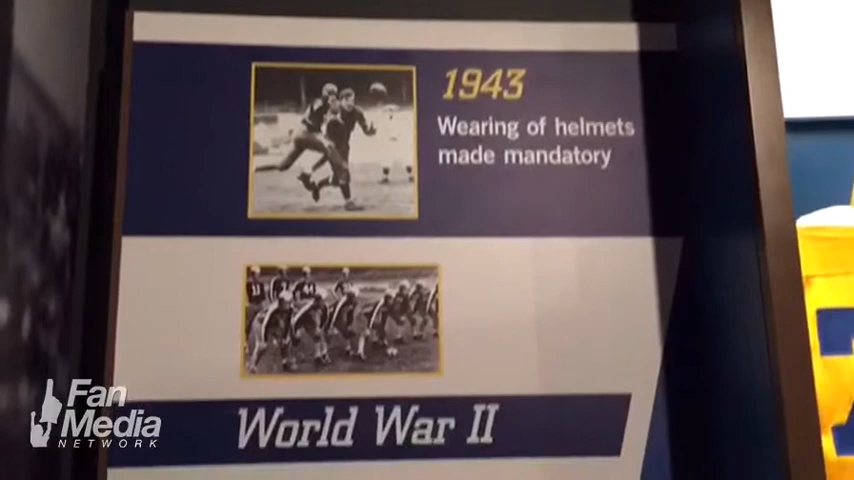 1943
Wearing of helmets
made mandatory
World War II
Fan
Media
NETWORK